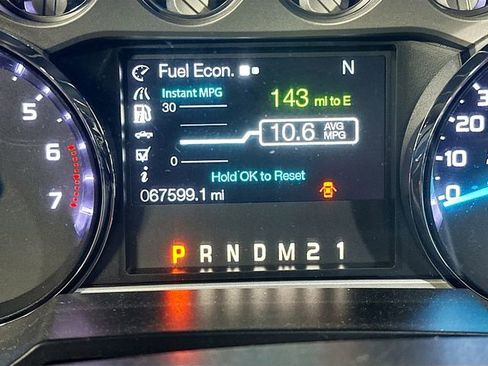 Fuel Econ. N
Instant MPG
30
143 mi to E
10.6 AVG MPG
0
Hold OK to Reset
i
067599.1 mi
P R N D M 2 1
5
6
7
30
20
10
0